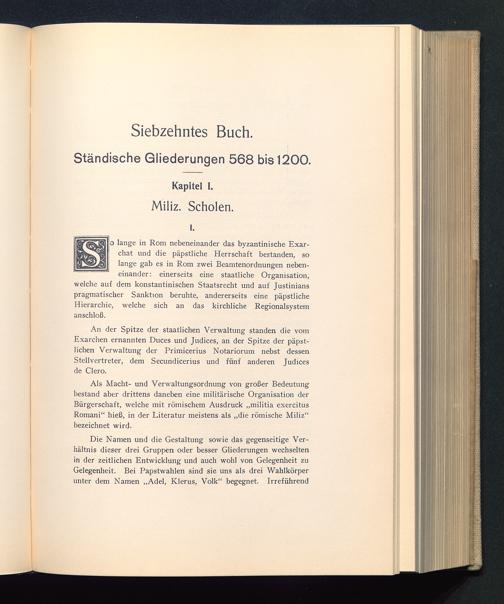 Siebzehntes Buch.
Ständische Gliederungen 568 bis 1200.
Kapitel I.
Miliz. Scholen.
I.
So lange in Rom nebeneinander das byzantinische Exar-
chat und die päpstliche Herrschaft bestanden, so
lange gab es in Rom zwei Beamtenordnungen neben-
einander: einerseits eine staatliche Organisation,
welche auf dem konstantinischen Staatsrecht und auf Justinians
pragmatischer Sanktion beruhte, andererseits eine päpstliche
Hierarchie, welche sich an das kirchliche Regionalsystem
anschloß.
An der Spitze der staatlichen Verwaltung standen die vom
Exarchen ernannten Duces und Judices, an der Spitze der päpst-
lichen Verwaltung der Primicerius Notariorum nebst dessen
Stellvertreter, dem Secundicerius und fünf anderen Judices
de Clero.
Als Macht- und Verwaltungsordnung von großer Bedeutung
bestand aber drittens daneben eine militärische Organisation der
Bürgerschaft, welche mit römischem Ausdruck „militia exercitus
Romani“ hieß, in der Literatur meistens als „die römische Miliz“
bezeichnet wird.
Die Namen und die Gestaltung sowie das gegenseitige Ver-
hältnis dieser drei Gruppen oder besser Gliederungen wechselten
in der zeitlichen Entwicklung und auch wohl von Gelegenheit zu
Gelegenheit. Bei Papstwahlen sind sie uns als drei Wahlkörper
unter dem Namen „Adel, Klerus, Volk“ begegnet. Irreführend